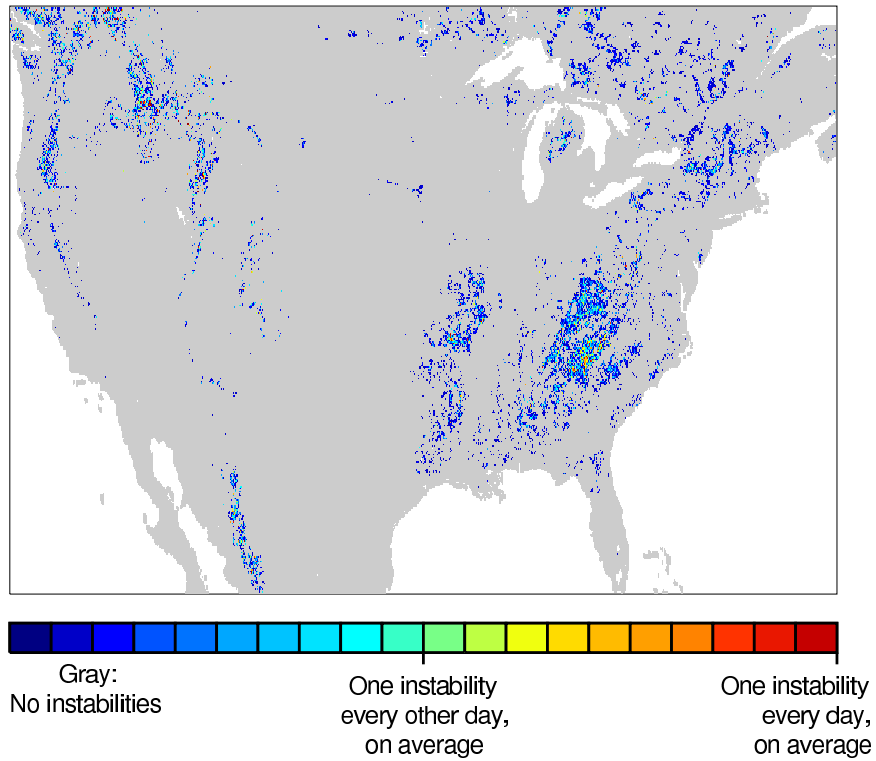 Gray:
No instabilities
One instability
every other day,
on average
One instability
every day,
on average